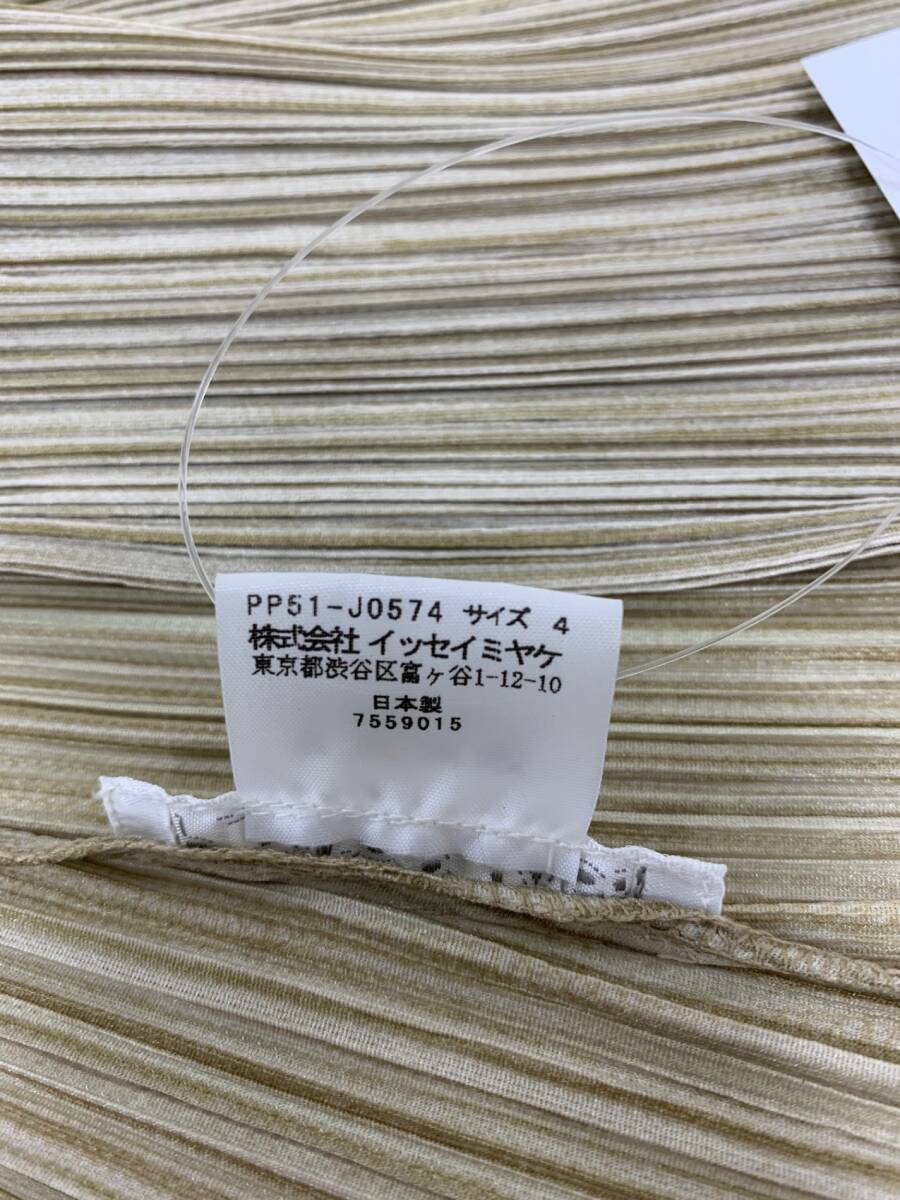 PP51-J0574 サイズ 4
株式会社 イッセイミヤケ
東京都渋谷区富ヶ谷1-12-10
日本製
7559015